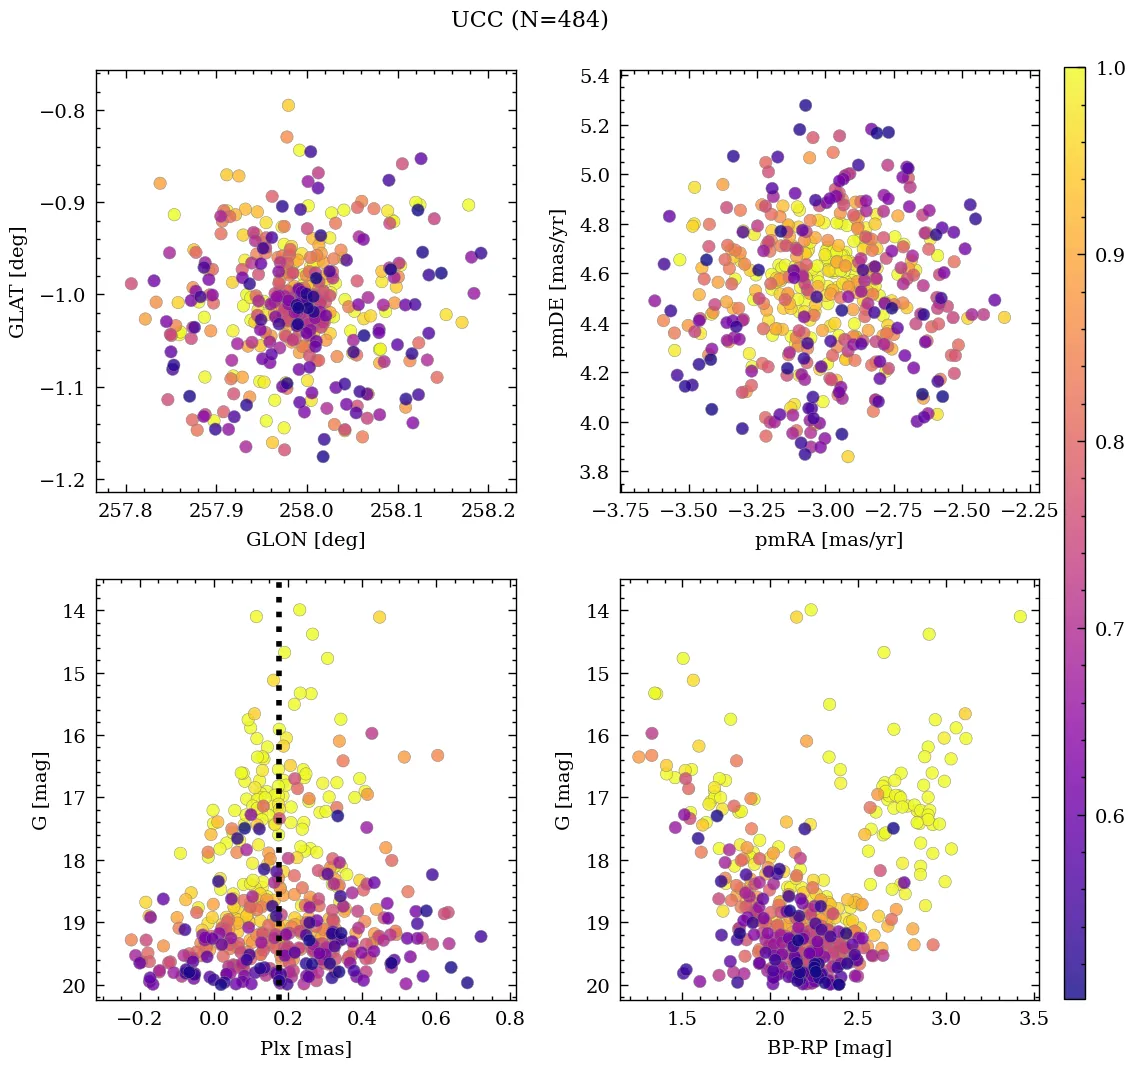 UCC (N=484)
−0.8
−0.9
−1.0
−1.1
−1.2
GLAT [deg]
257.8 257.9 258.0 258.1 258.2
GLON [deg]
5.4
5.2
5.0
4.8
4.6
4.4
4.2
4.0
3.8
pmDE [mas/yr]
−3.75 −3.50 −3.25 −3.00 −2.75 −2.50 −2.25
pmRA [mas/yr]
14
15
16
17
18
19
20
G [mag]
−0.2 0.0 0.2 0.4 0.6 0.8
Plx [mas]
14
15
16
17
18
19
20
G [mag]
1.5 2.0 2.5 3.0 3.5
BP-RP [mag]
1.0
0.9
0.8
0.7
0.6